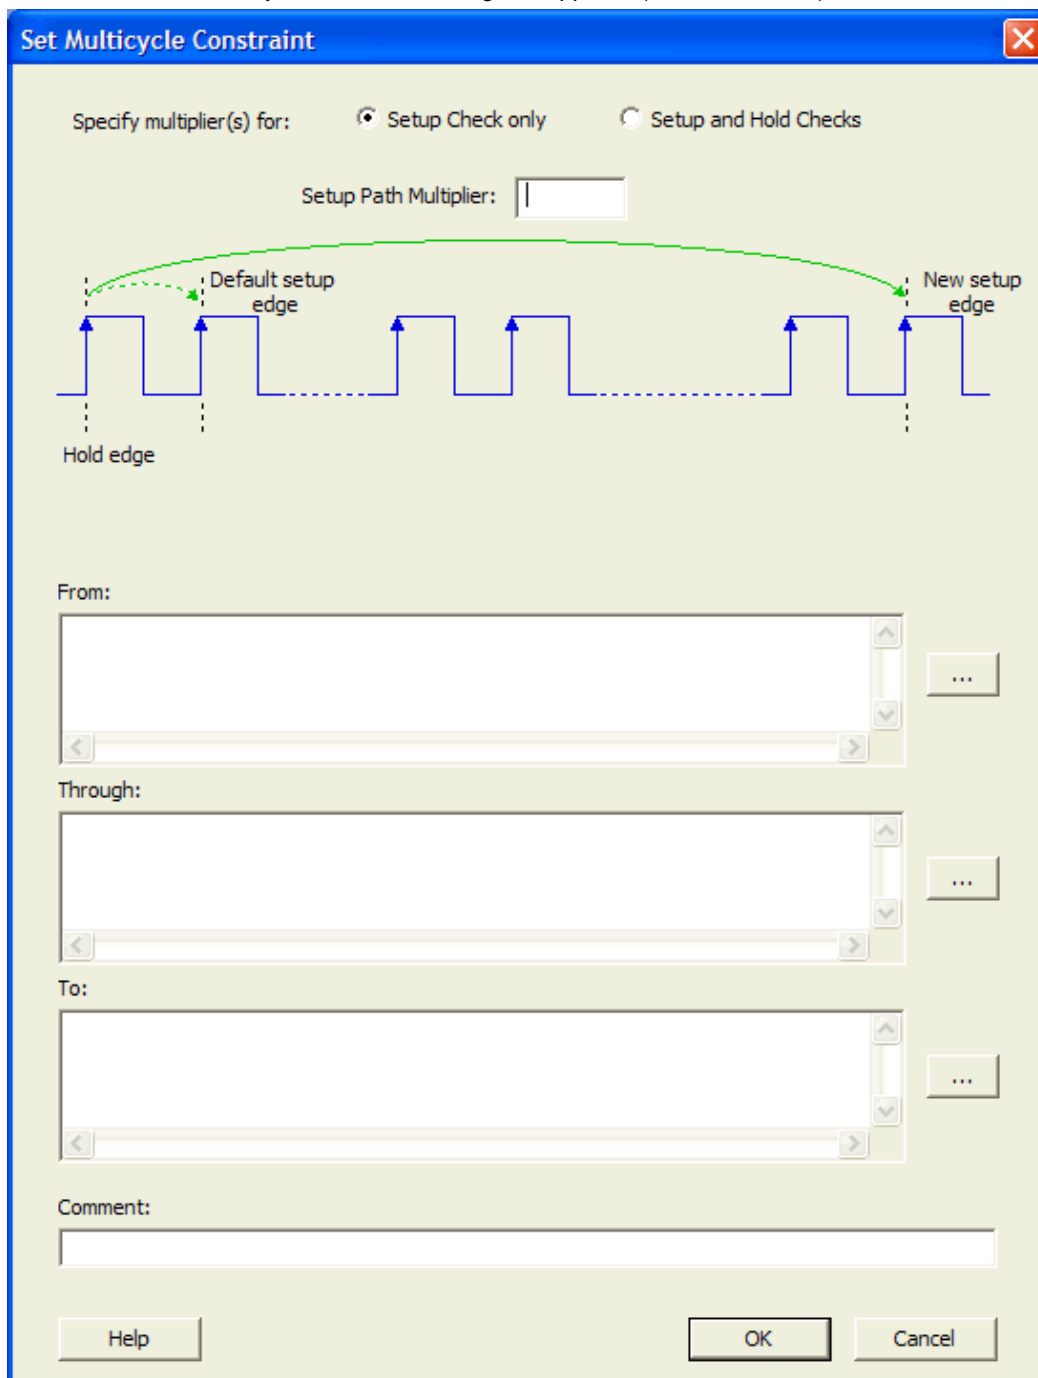 Set Multicycle Constraint
Specify multiplier(s) for: Setup Check only Setup and Hold Checks
Setup Path Multiplier:
Default setup edge
New setup edge
Hold edge
From:
...
Through:
...
To:
...
Comment:
Help OK Cancel